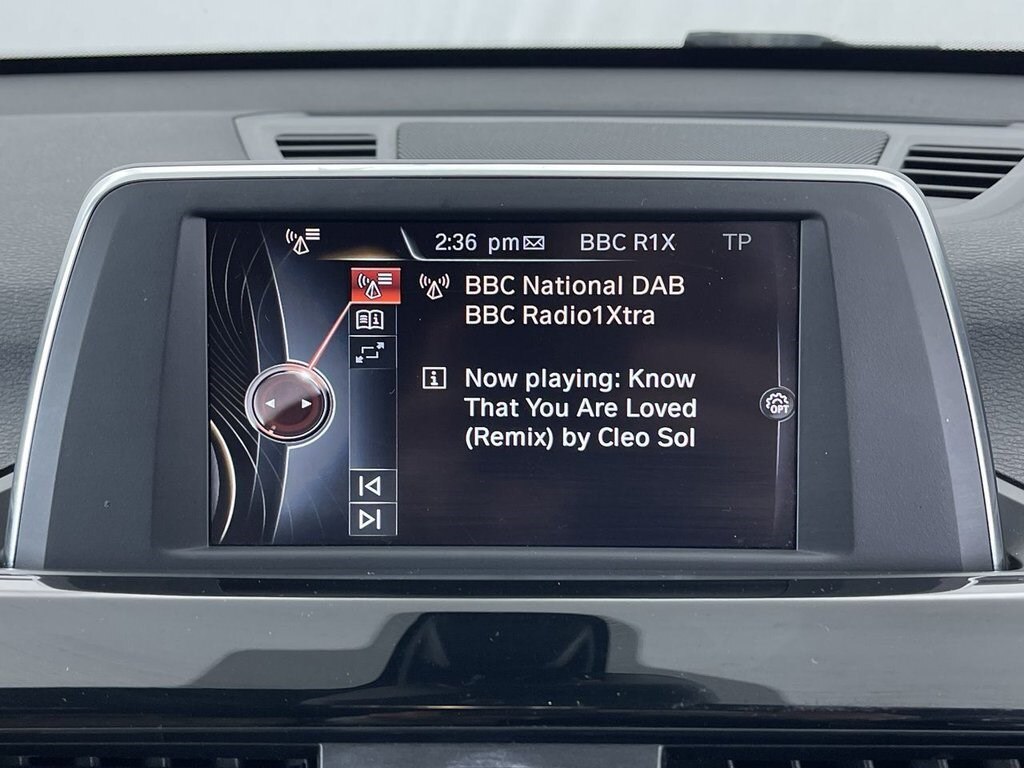 2:36 pm BBC R1X TP
BBC National DAB
BBC Radio1Xtra
Now playing: Know
That You Are Loved
(Remix) by Cleo Sol
OPT